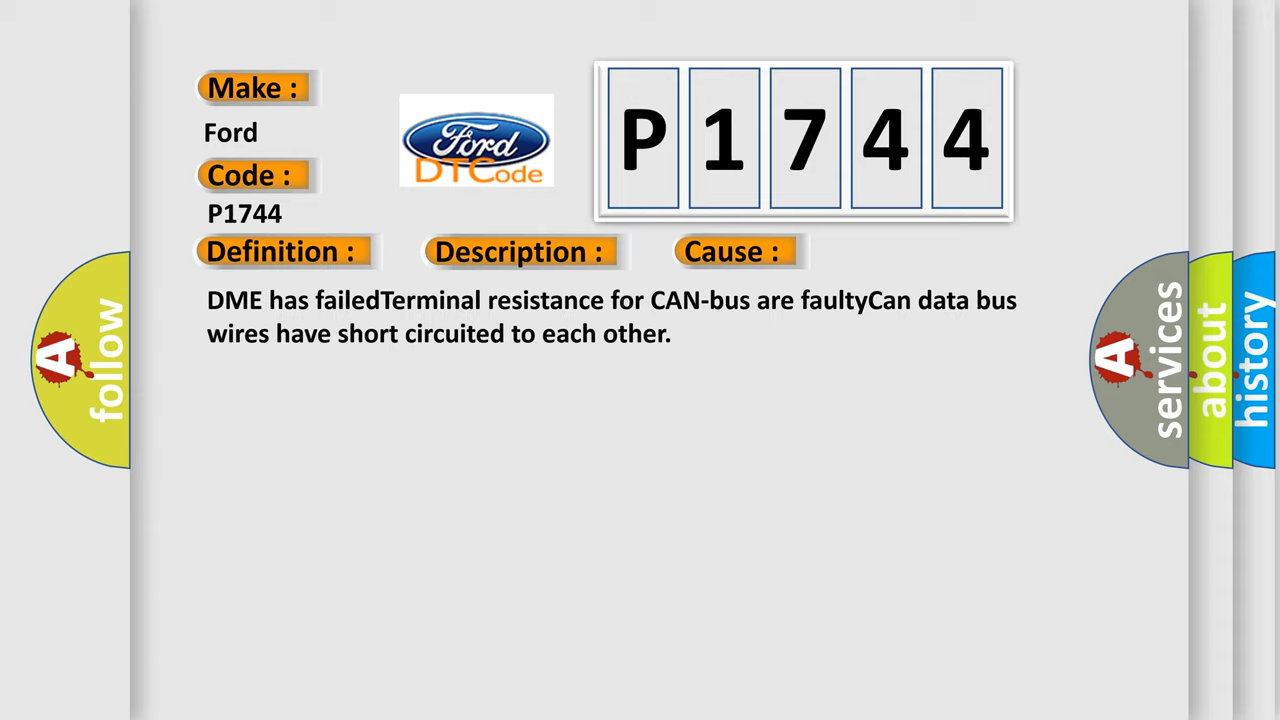 Make :
Ford
Code :
P1744
Ford
DTCode
P 1 7 4 4
Definition :
Description :
Cause :
DME has failedTerminal resistance for CAN-bus are faultyCan data bus
wires have short circuited to each other.
A
follow
A
services
about
history